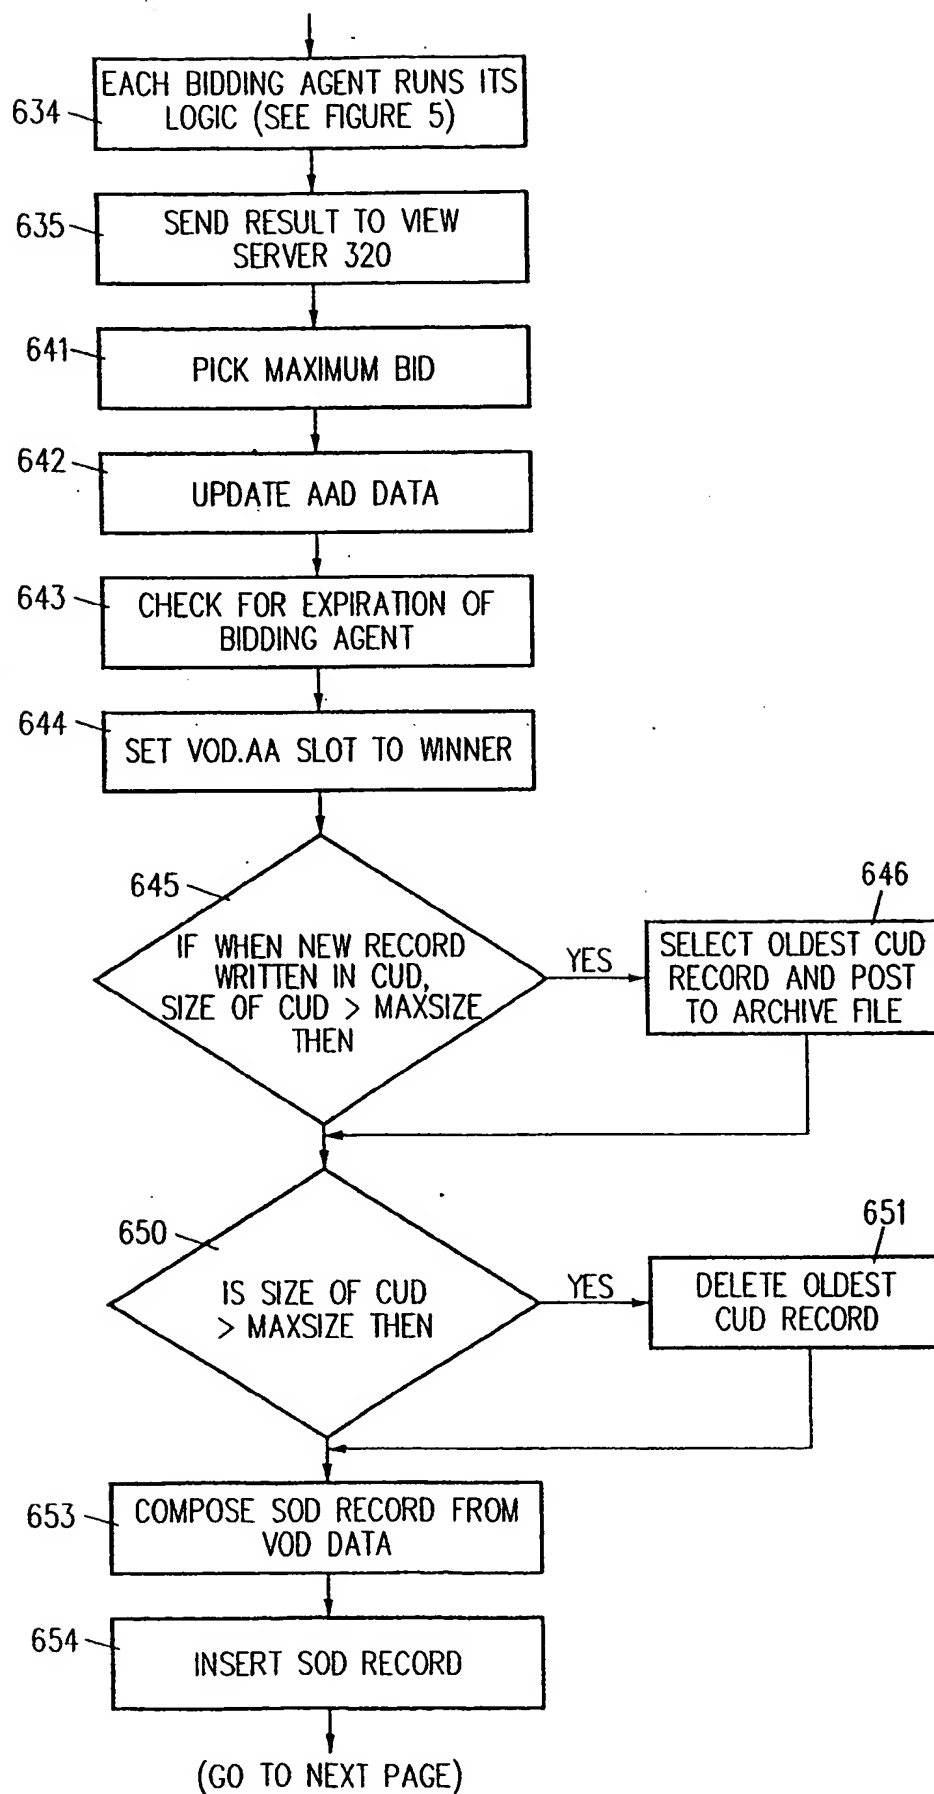 634
EACH BIDDING AGENT RUNS ITS
LOGIC (SEE FIGURE 5)
635
SEND RESULT TO VIEW
SERVER 320
641
PICK MAXIMUM BID
642
UPDATE AAD DATA
643
CHECK FOR EXPIRATION OF
BIDDING AGENT
644
SET VOD.AA SLOT TO WINNER
645
IF WHEN NEW RECORD
WRITTEN IN CUD,
SIZE OF CUD > MAXSIZE
THEN
YES
646
SELECT OLDEST CUD
RECORD AND POST
TO ARCHIVE FILE
650
IS SIZE OF CUD
> MAXSIZE THEN
YES
651
DELETE OLDEST
CUD RECORD
653
COMPOSE SOD RECORD FROM
VOD DATA
654
INSERT SOD RECORD
(GO TO NEXT PAGE)